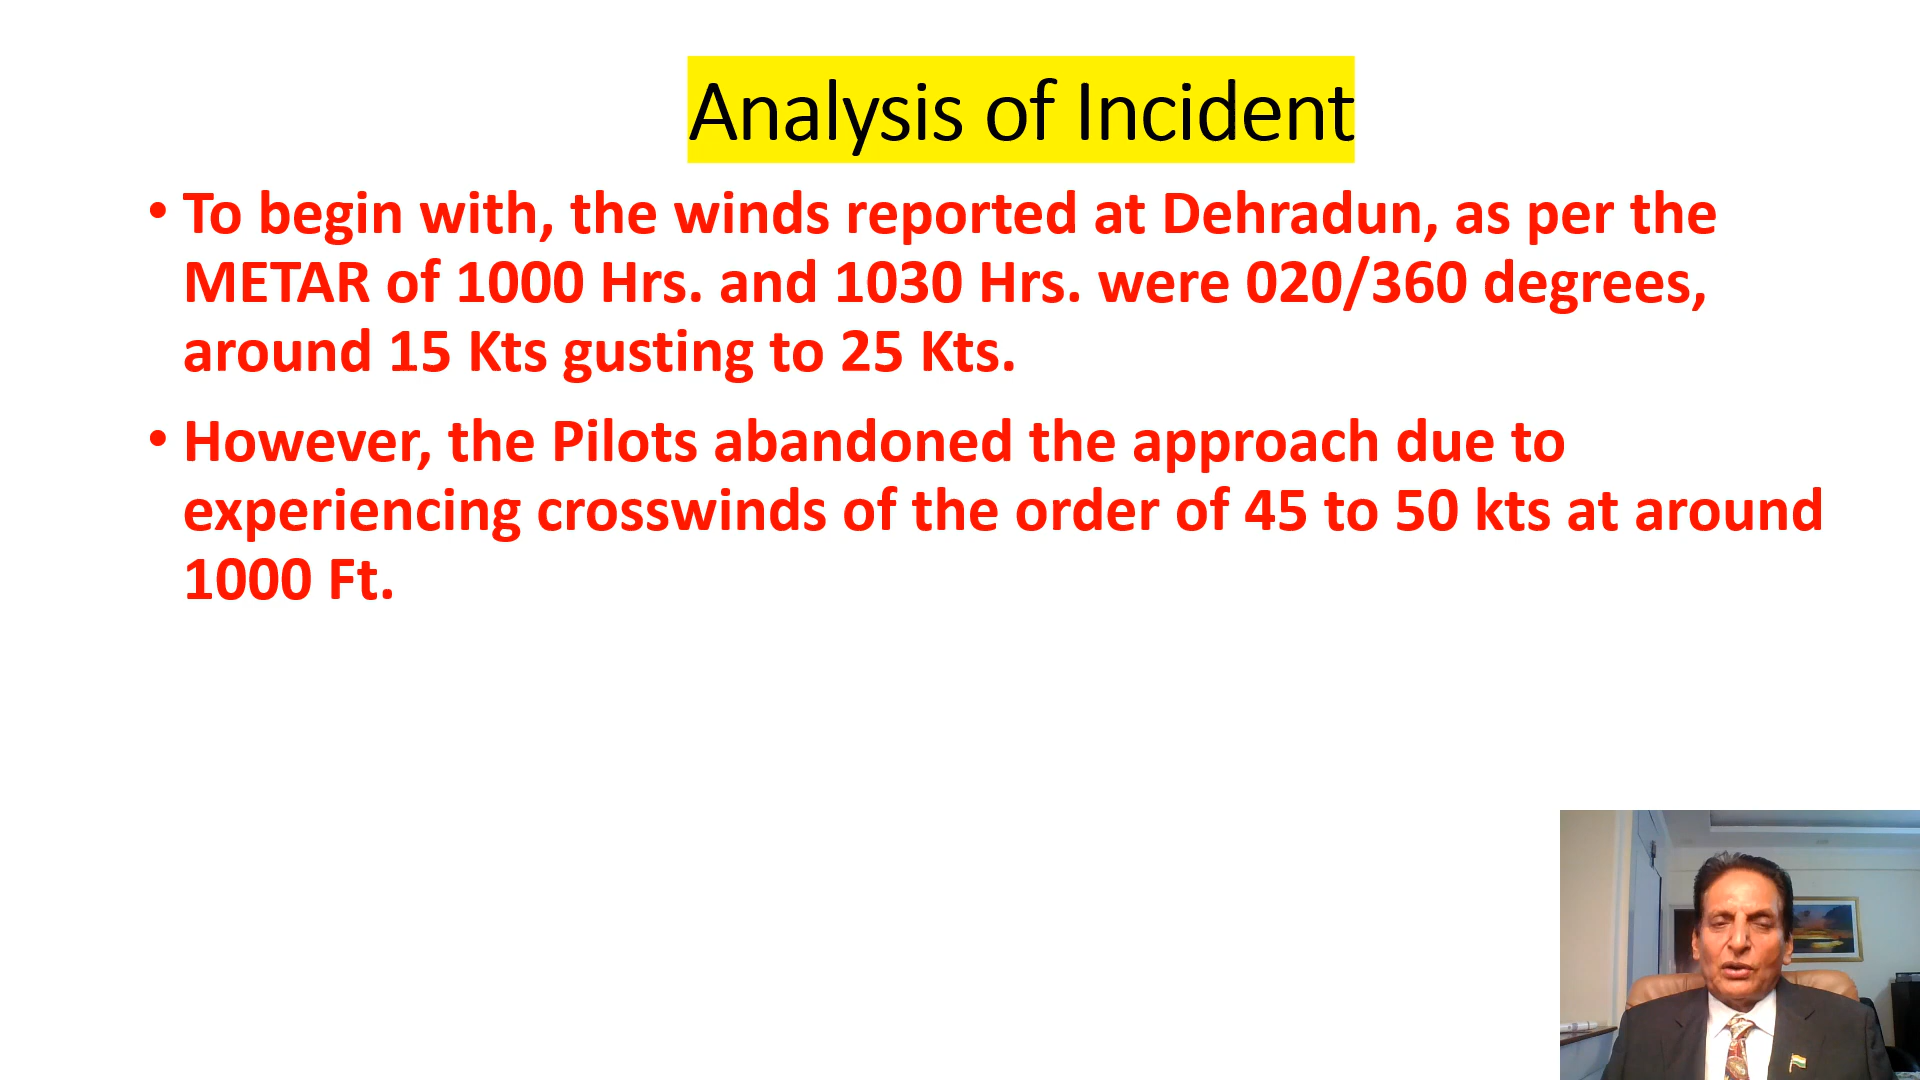 Analysis of Incident
• To begin with, the winds reported at Dehradun, as per the
METAR of 1000 Hrs. and 1030 Hrs. were 020/360 degrees,
around 15 Kts gusting to 25 Kts.
• However, the Pilots abandoned the approach due to
experiencing crosswinds of the order of 45 to 50 kts at around
1000 Ft.